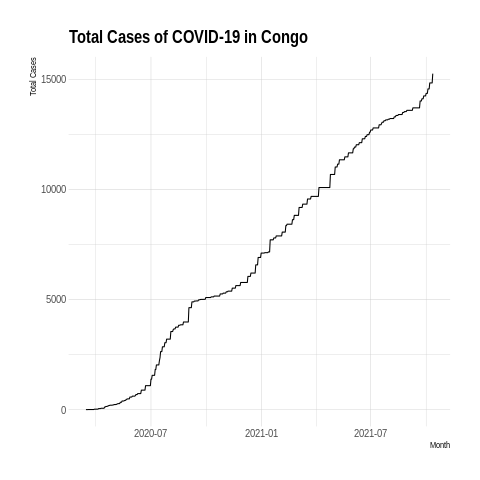 Total Cases of COVID-19 in Congo
Total Cases
15000
10000
5000
0
2020-07
2021-01
2021-07
Month